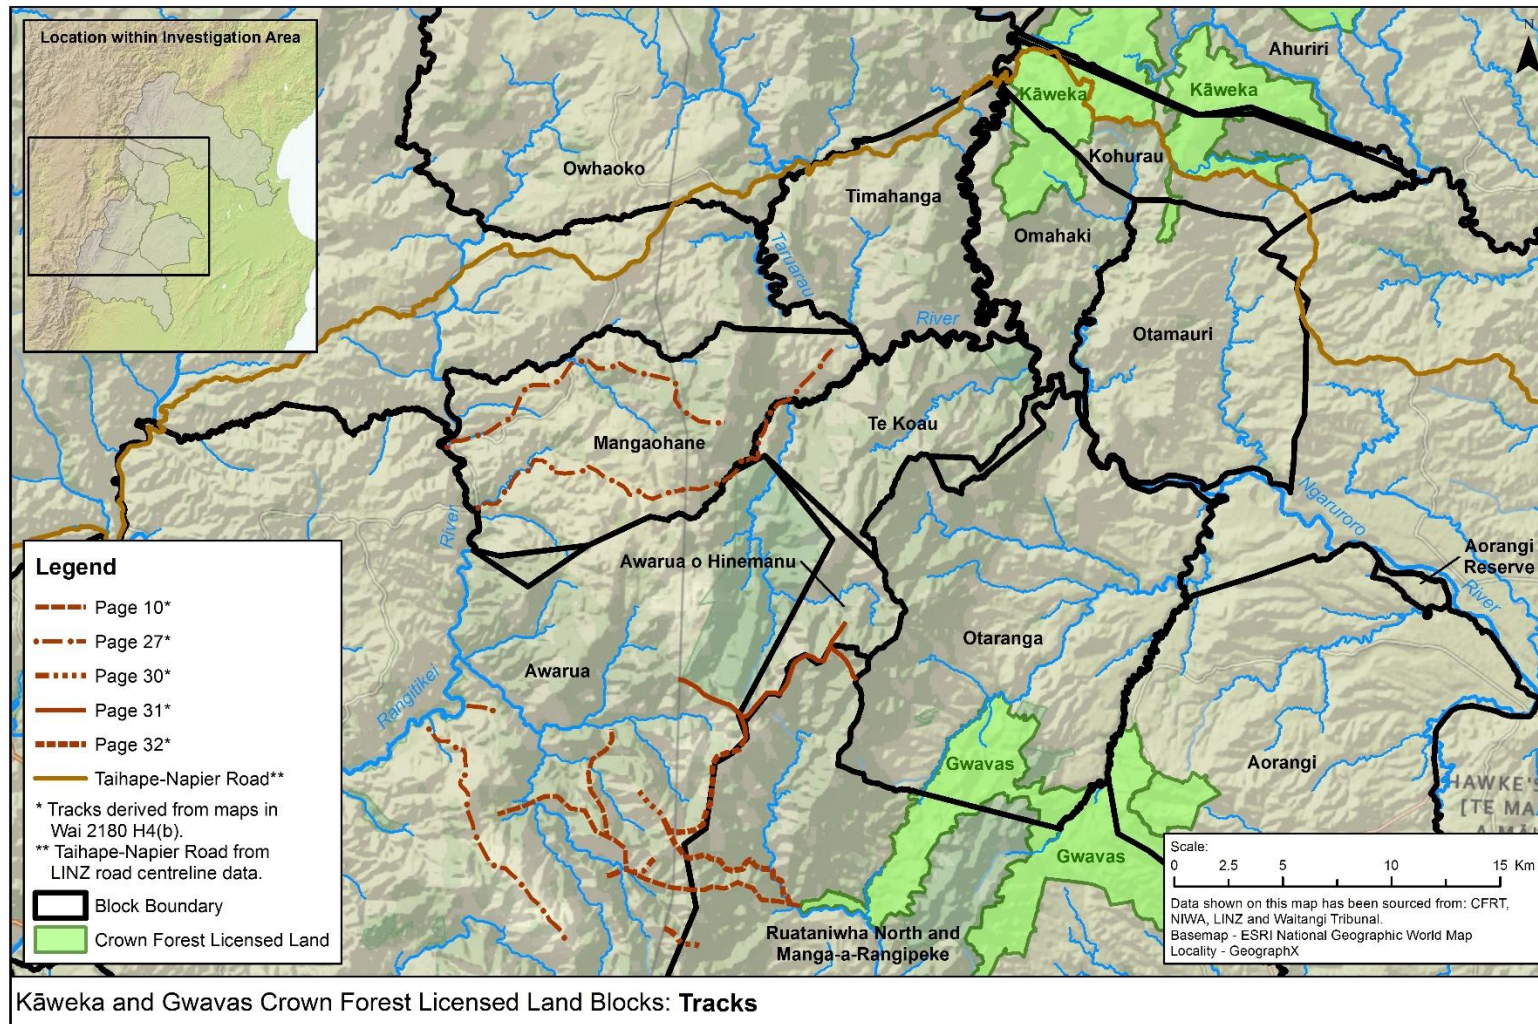 Location within Investigation Area
N
Ahuriri
Kāweka
Kāweka
Kohurau
Owhaoko
Timahanga
Omahaki
Taruarau
River
Otamauri
Te Koau
Mangaohane
River
Ngaruroro
River
Aorangi
Reserve
Awarua o Hinemanu
Otaranga
Awarua
Rangitikei
Gwavas
Aorangi
HAWKE'S
[TE MA
Gwavas
Ruataniwha North and
Manga-a-Rangipeke
Legend
Page 10*
Page 27*
Page 30*
Page 31*
Page 32*
Taihape-Napier Road**
* Tracks derived from maps in
Wai 2180 H4(b).
** Taihape-Napier Road from
LINZ road centreline data.
Block Boundary
Crown Forest Licensed Land
Scale:
0 2.5 5 10 15 Km
Data shown on this map has been sourced from: CFRT,
NIWA, LINZ and Waitangi Tribunal.
Basemap - ESRI National Geographic World Map
Locality - GeographX
Kāweka and Gwavas Crown Forest Licensed Land Blocks: Tracks